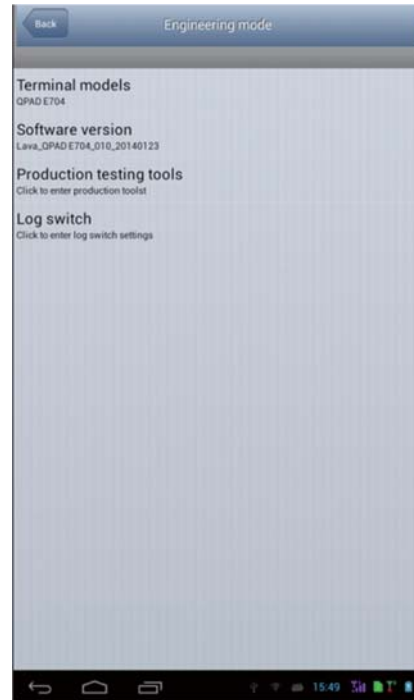 Back
Engineering mode
Terminal models
QPAD E704
Software version
Lava_QPAD E704_010_20140123
Production testing tools
Click to enter production toolst
Log switch
Click to enter log switch settings
15:49